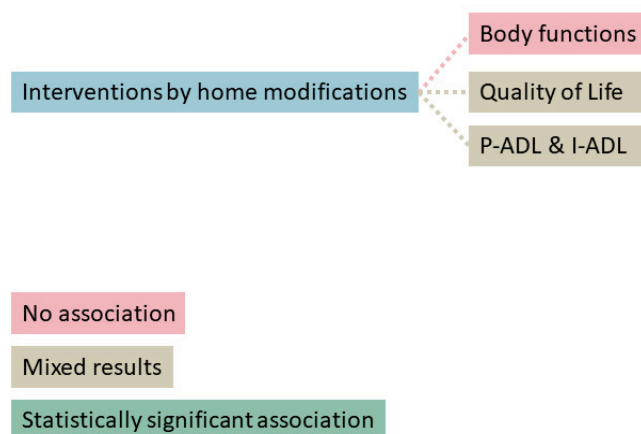 Body functions
Interventions by home modifications
Quality of Life
P-ADL & I-ADL
No association
Mixed results
Statistically significant association